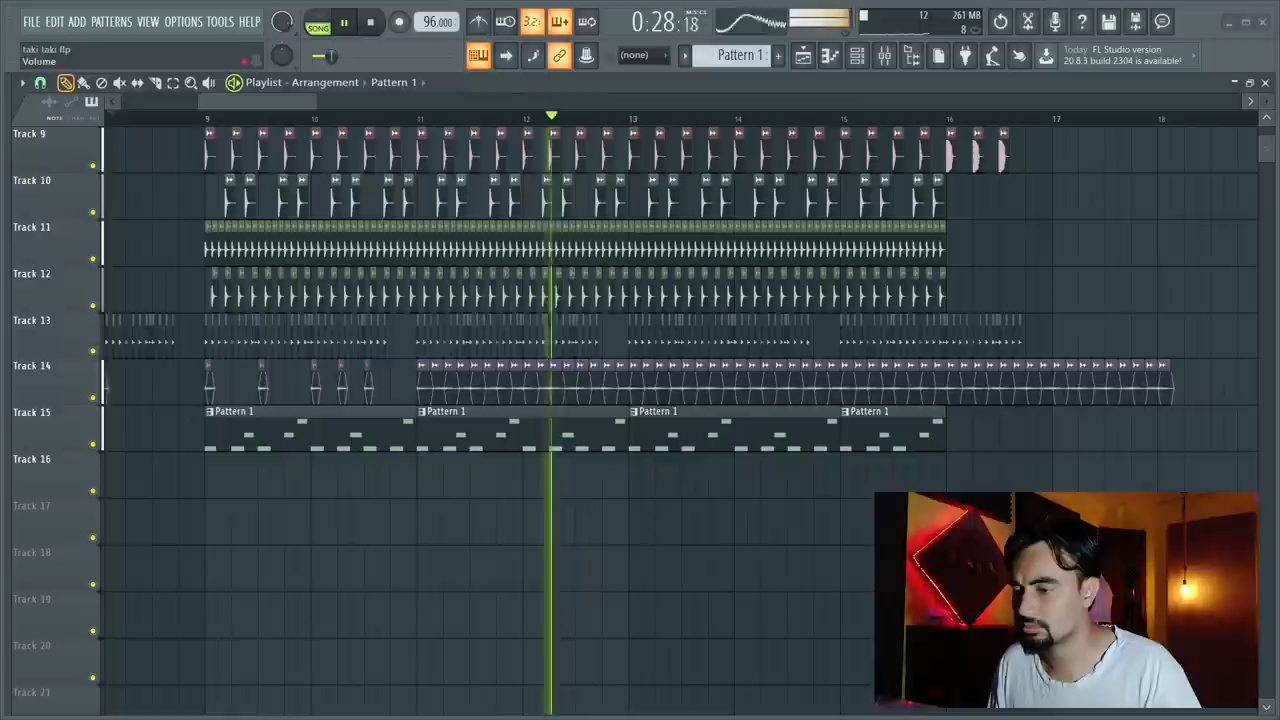 FILE EDIT ADD PATTERNS VIEW OPTIONS TOOLS HELP
SONG
96.000
3.2.
0:28:18
M:S:CS
12
261 MB
8
taki taki flp
Volume
(none)
Pattern 1
Today FL Studio version
20.8.3 build 2304 is available!
Playlist - Arrangement
Pattern 1
NOTE
9
10
11
12
13
14
15
16
17
18
Track 9
Track 10
Track 11
Track 12
Track 13
Track 14
Track 15
Pattern 1
Pattern 1
Pattern 1
Pattern 1
Track 16
Track 17
Track 18
Track 19
Track 20
Track 21